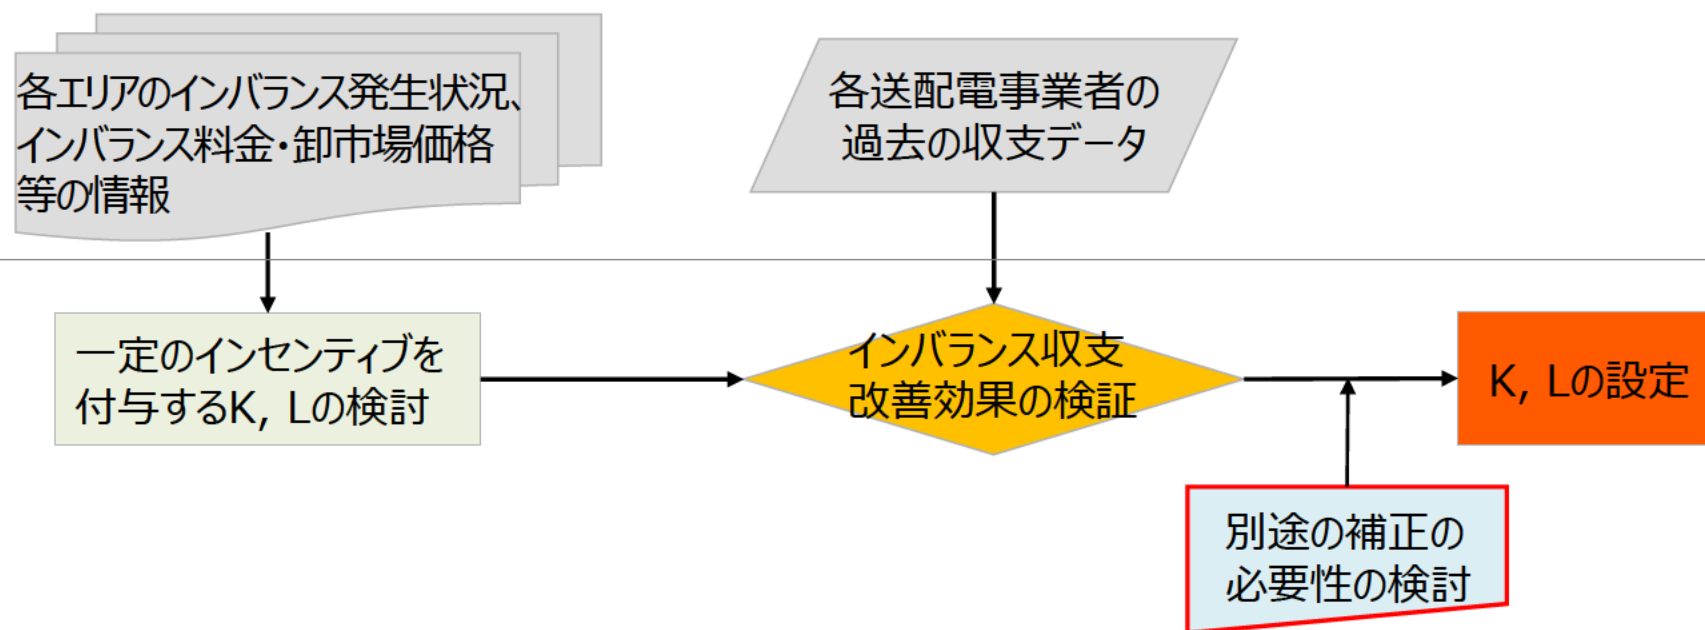 各エリアのインバランス発生状況、
インバランス料金・卸市場価格
等の情報
各送配電事業者の
過去の収支データ
一定のインセンティブを
付与するK, Lの検討
インバランス収支
改善効果の検証
K, Lの設定
別途の補正の
必要性の検討